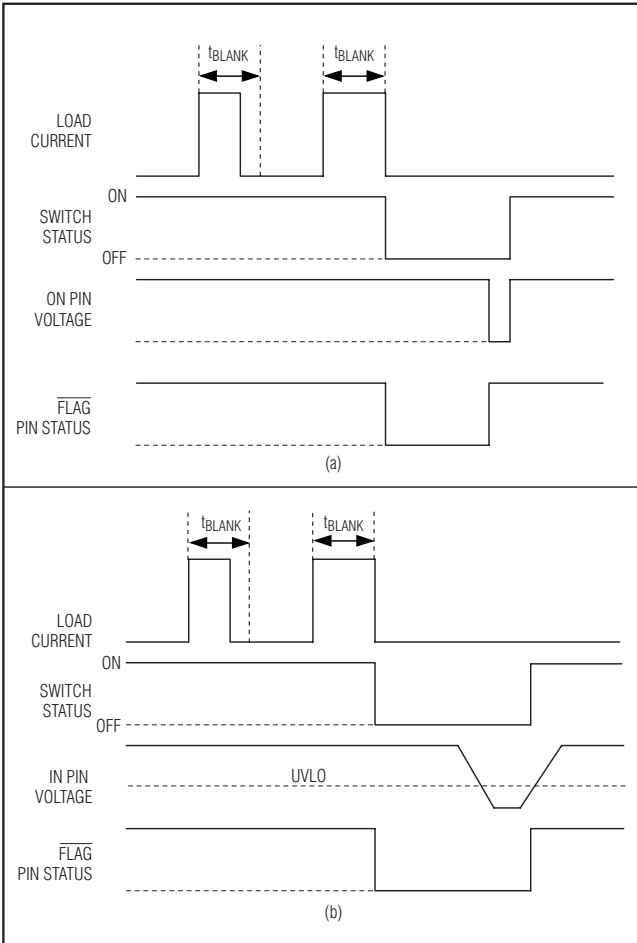 tBLANK tBLANK
LOAD
CURRENT
ON
SWITCH
STATUS
OFF
ON PIN
VOLTAGE
FLAG
PIN STATUS
(a)
tBLANK tBLANK
LOAD
CURRENT
ON
SWITCH
STATUS
OFF
IN PIN
VOLTAGE
UVLO
FLAG
PIN STATUS
(b)